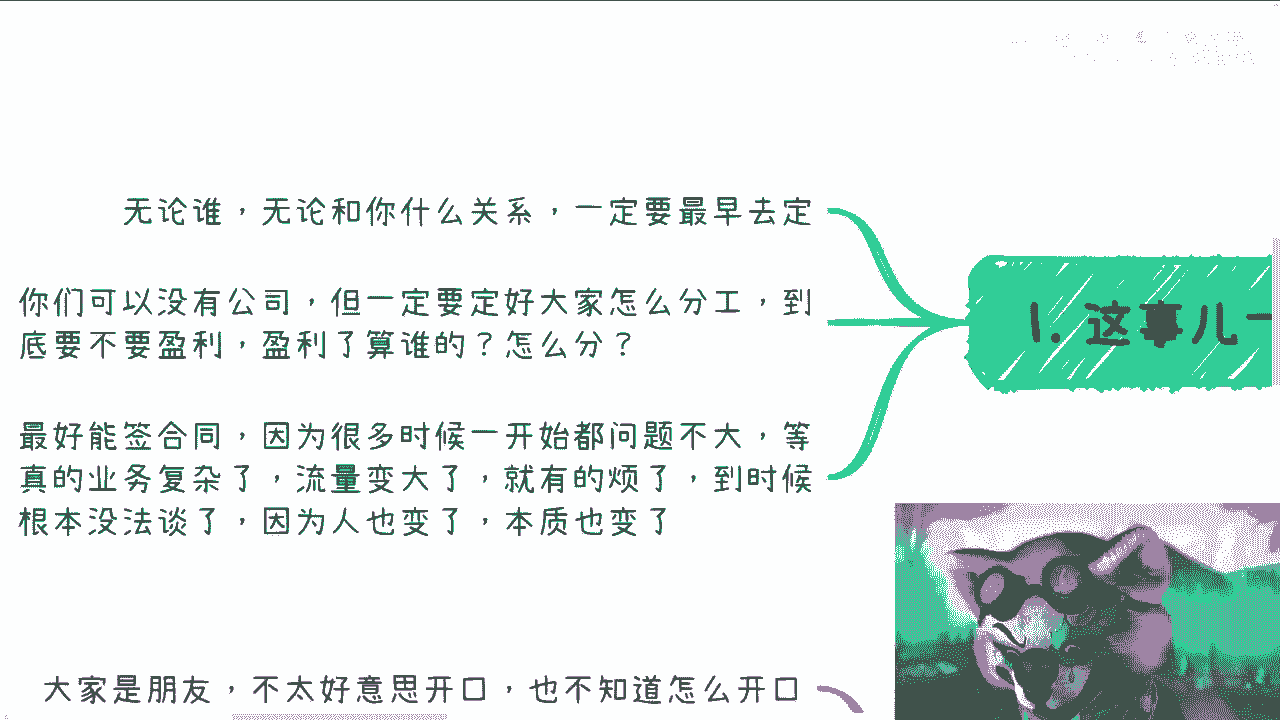 无论谁，无论和你什么关系，一定要最早去定
你们可以没有公司，但一定要定好大家怎么分工，到
底要不要盈利，盈利了算谁的？怎么分？
1. 这事儿一
最好能签合同，因为很多时候一开始都问题不大，等
真的业务复杂了，流量变大了，就有的烦了，到时候
根本没法谈了，因为人也变了，本质也变了
大家是朋友，不太好意思开口，也不知道怎么开口